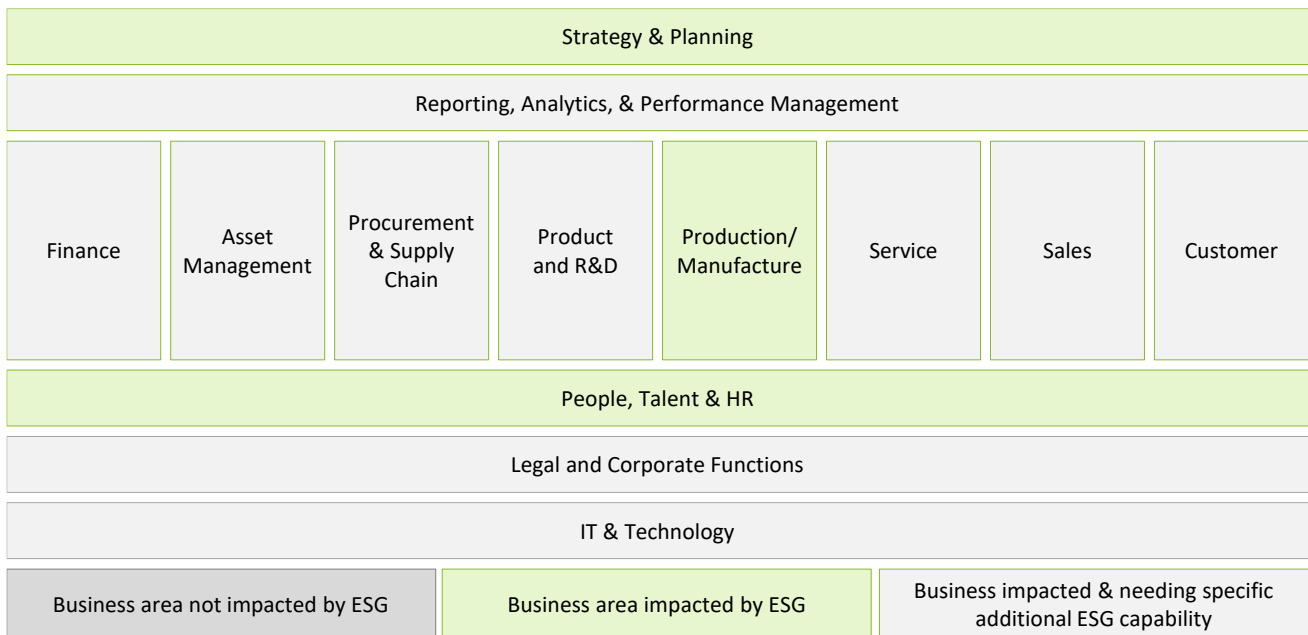 Strategy & Planning
Reporting, Analytics, & Performance Management
Finance
Asset
Management
Procurement
& Supply
Chain
Product
and R&D
Production/
Manufacture
Service
Sales
Customer
People, Talent & HR
Legal and Corporate Functions
IT & Technology
Business area not impacted by ESG
Business area impacted by ESG
Business impacted & needing specific
additional ESG capability